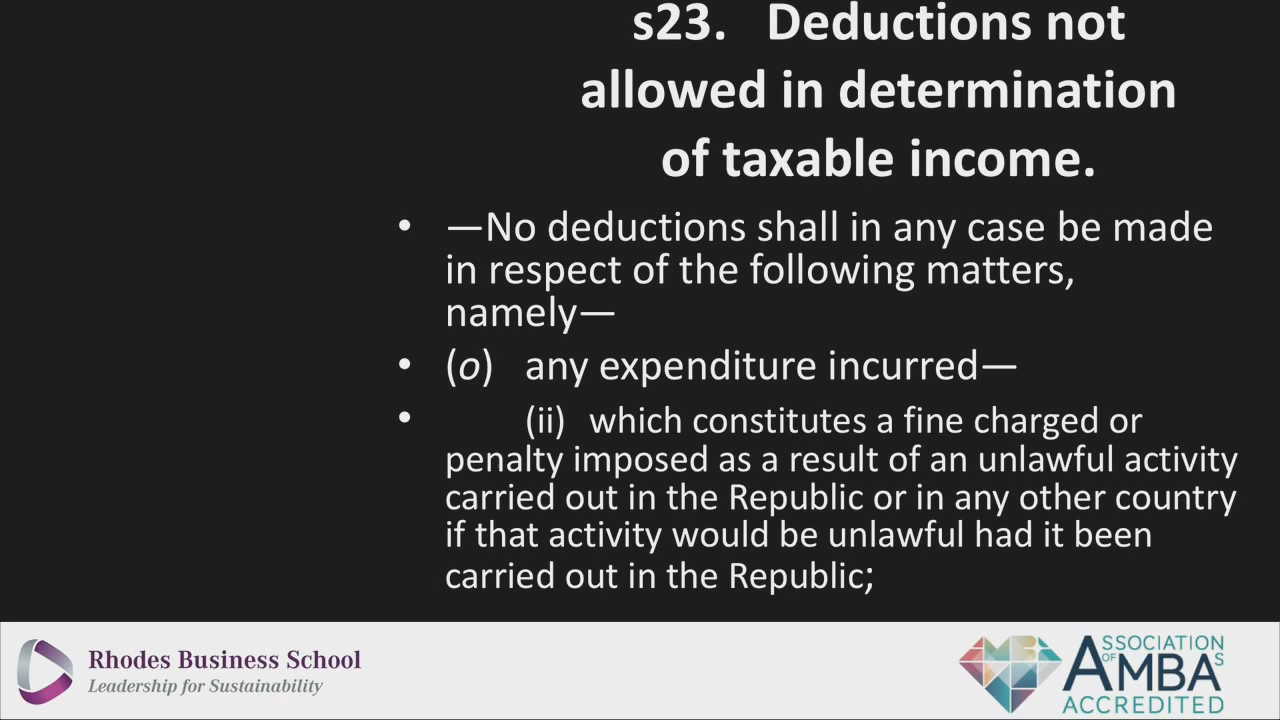 s23.   Deductions not
allowed in determination
of taxable income.
• —No deductions shall in any case be made
in respect of the following matters,
namely—
• (o)   any expenditure incurred—
• (ii)   which constitutes a fine charged or
penalty imposed as a result of an unlawful activity
carried out in the Republic or in any other country
if that activity would be unlawful had it been
carried out in the Republic;
Rhodes Business School
Leadership for Sustainability
ASSOCIATION
OF MBAS
ACCREDITED